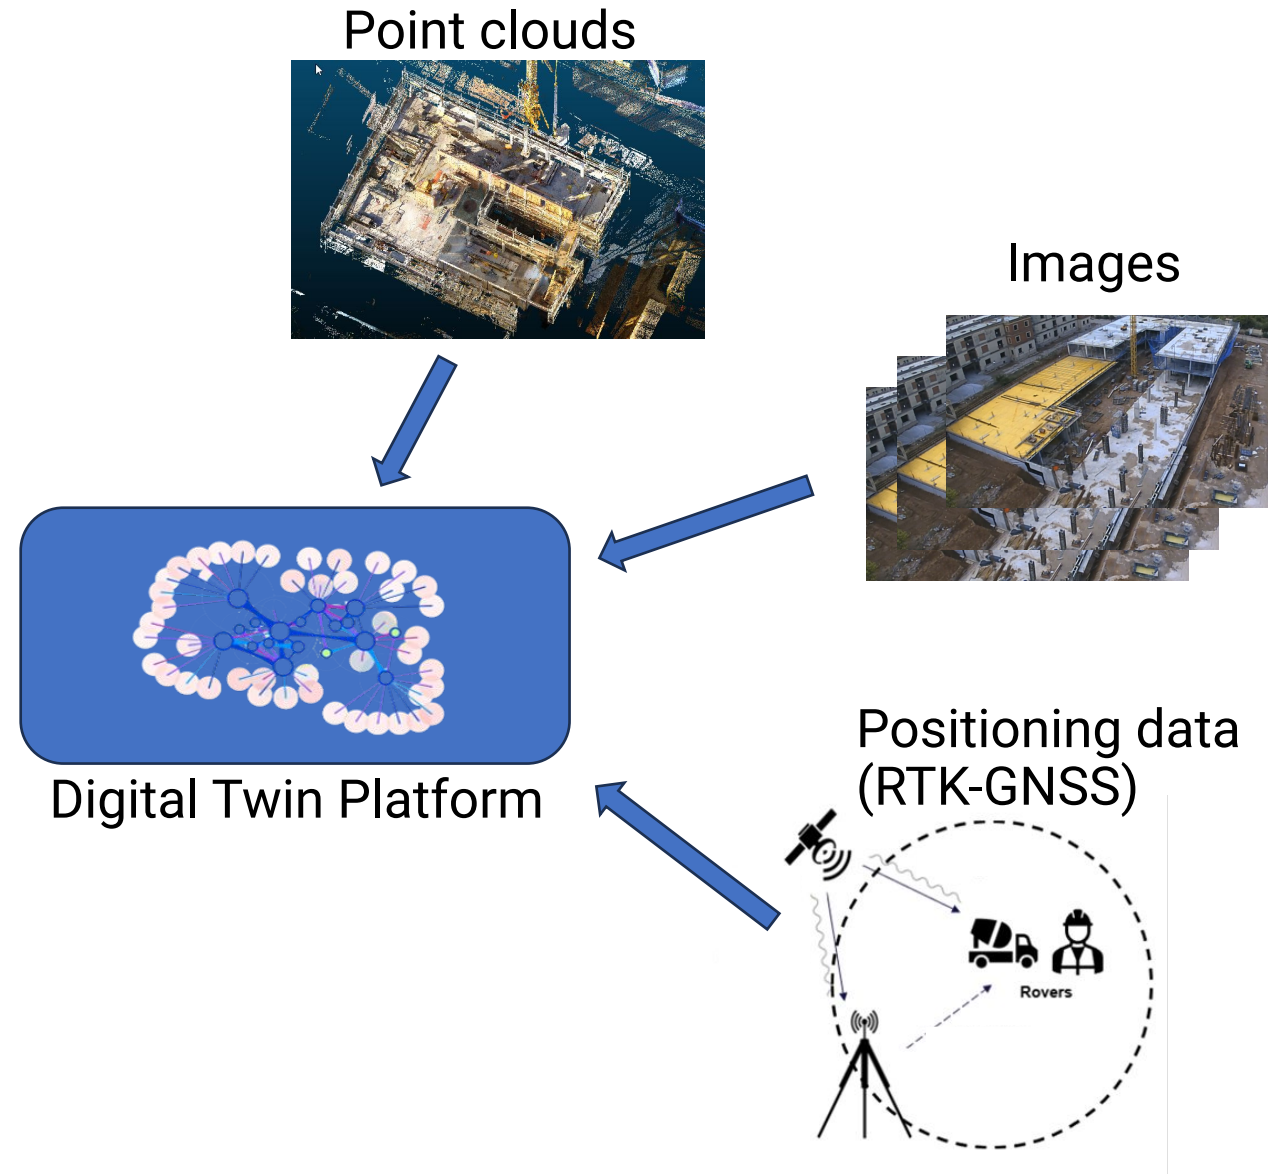 Point clouds
Images
Digital Twin Platform
Positioning data
(RTK-GNSS)
Rovers